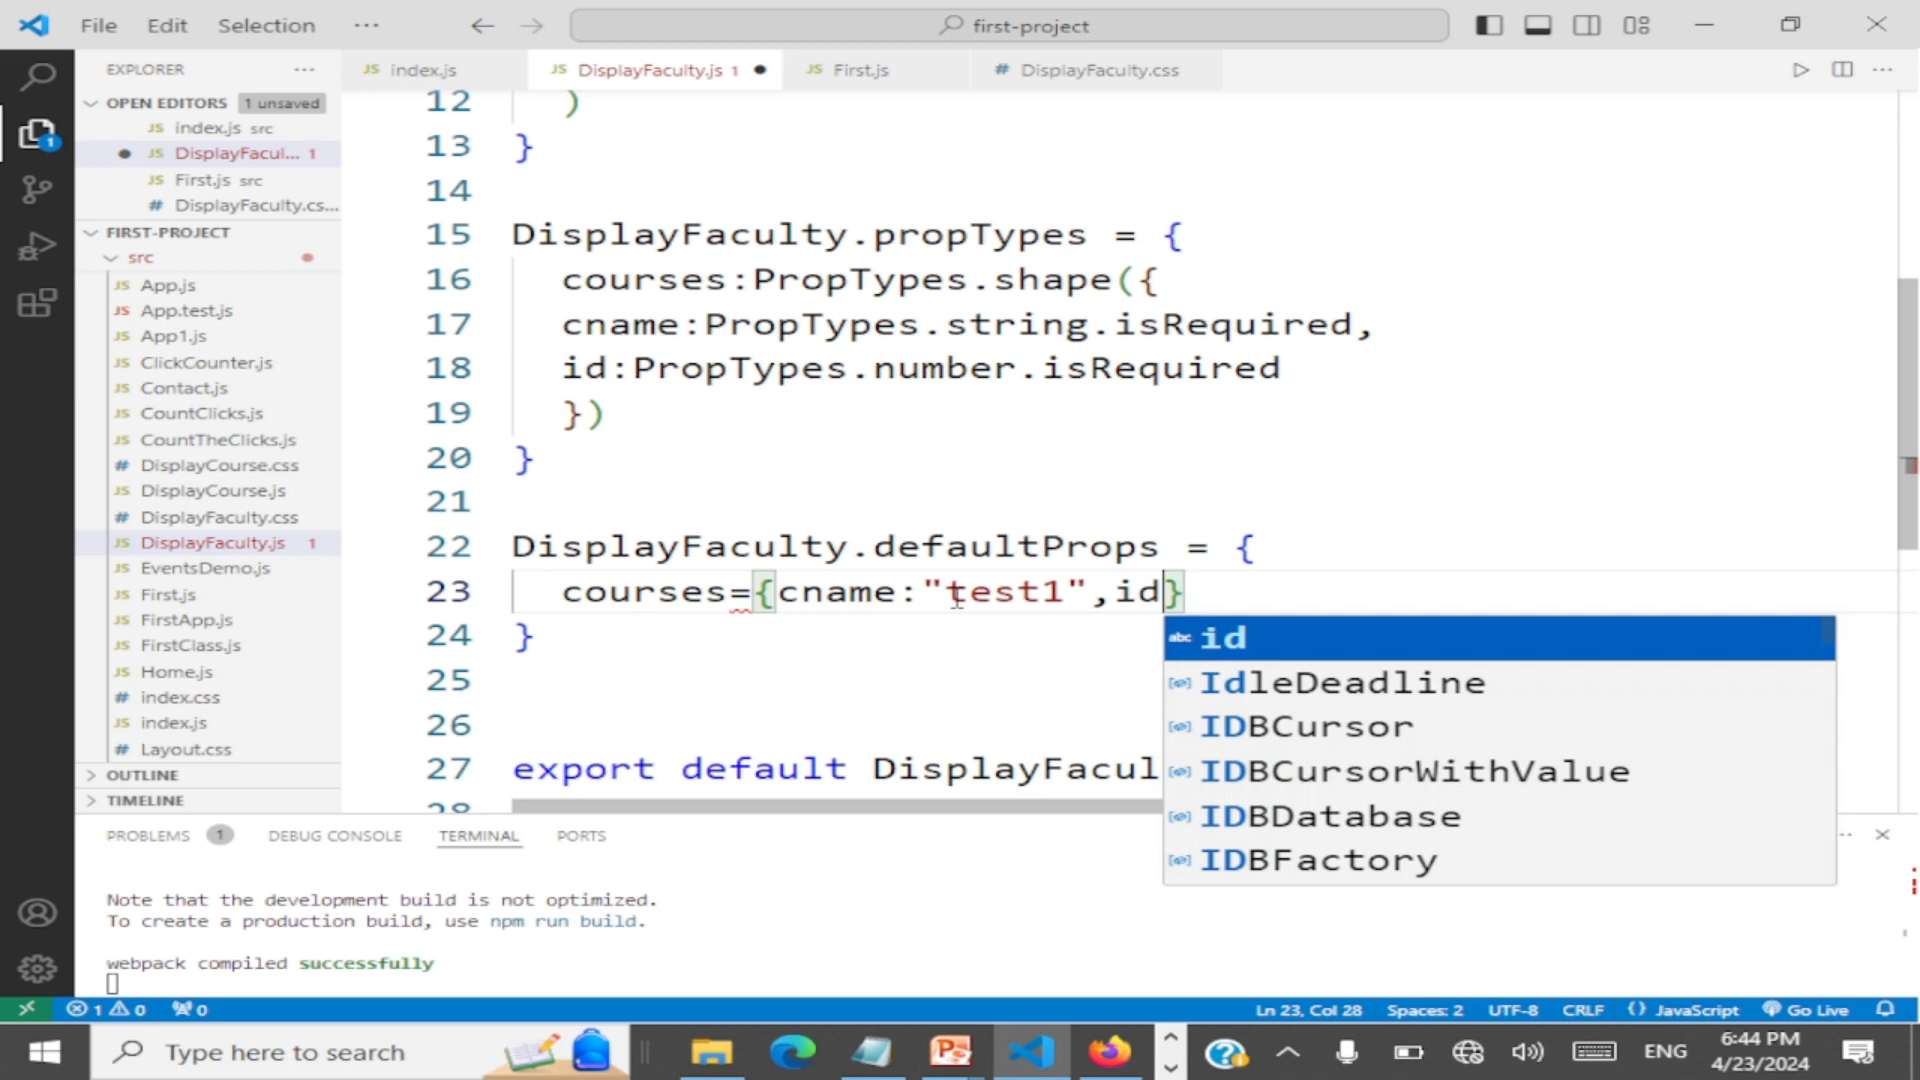 File Edit Selection ··· first-project
EXPLORER ···
JS index.js JS DisplayFaculty.js 1 ● JS First.js # DisplayFaculty.css
OPEN EDITORS 1 unsaved
JS index.js src
● JS DisplayFacul... 1
JS First.js src
# DisplayFaculty.cs...
FIRST-PROJECT
src
JS App.js
JS App.test.js
JS App1.js
JS ClickCounter.js
JS Contact.js
JS CountClicks.js
JS CountTheClicks.js
# DisplayCourse.css
JS DisplayCourse.js
# DisplayFaculty.css
JS DisplayFaculty.js 1
JS EventsDemo.js
JS First.js
JS FirstApp.js
JS FirstClass.js
JS Home.js
# index.css
JS index.js
# Layout.css
OUTLINE
TIMELINE
12 )
13 }
14
15 DisplayFaculty.propTypes = {
16 courses:PropTypes.shape({
17 cname:PropTypes.string.isRequired,
18 id:PropTypes.number.isRequired
19 })
20 }
21
22 DisplayFaculty.defaultProps = {
23 courses={cname:"test1",id}
24 }
25
26
27 export default DisplayFacul
28
abc id
IdleDeadline
IDBCursor
IDBCursorWithValue
IDBDatabase
IDBFactory
PROBLEMS 1 DEBUG CONSOLE TERMINAL PORTS
Note that the development build is not optimized.
To create a production build, use npm run build.
webpack compiled successfully
1 0 0 Ln 23, Col 28 Spaces: 2 UTF-8 CRLF {} JavaScript Go Live
Type here to search ENG 6:44 PM
4/23/2024